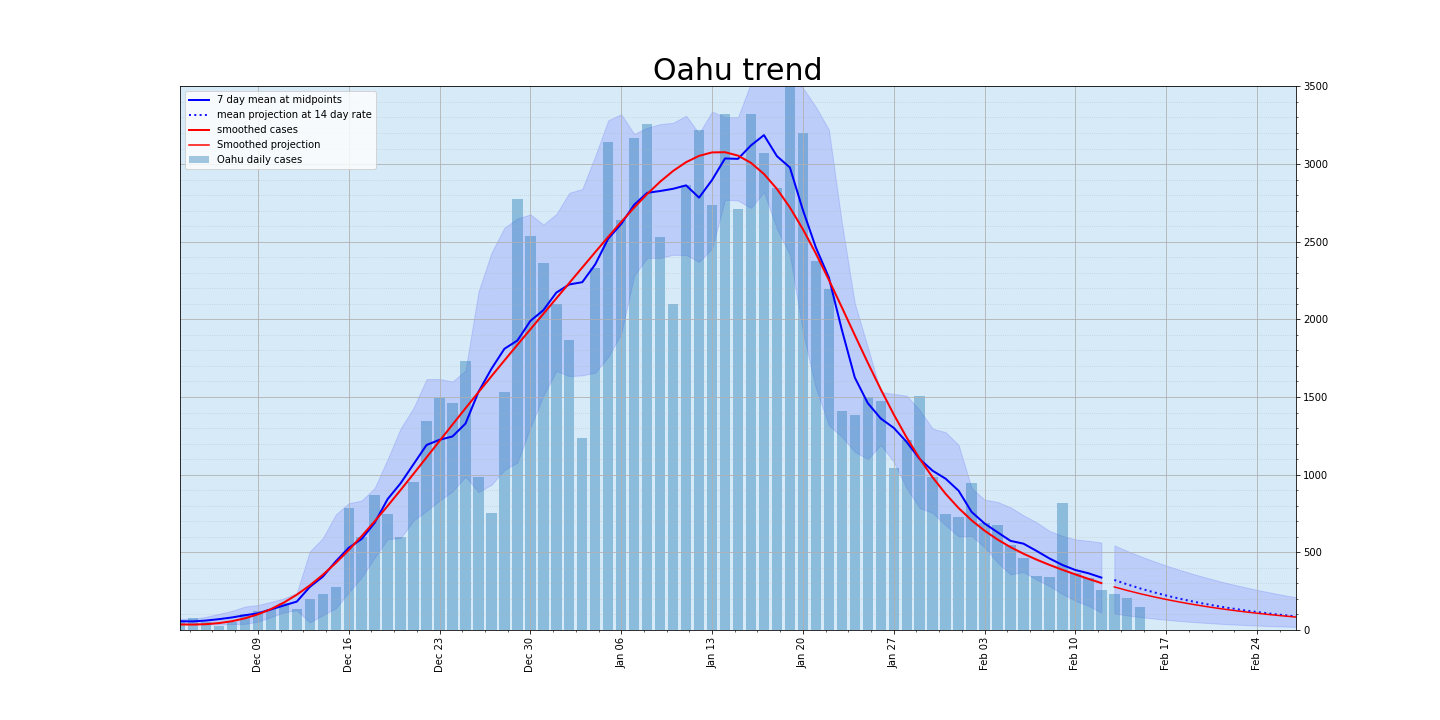 Oahu trend
7 day mean at midpoints
mean projection at 14 day rate
smoothed cases
Smoothed projection
Oahu daily cases
3500
3000
2500
2000
1500
1000
500
0
Dec 09
Dec 16
Dec 23
Dec 30
Jan 06
Jan 13
Jan 20
Jan 27
Feb 03
Feb 10
Feb 17
Feb 24